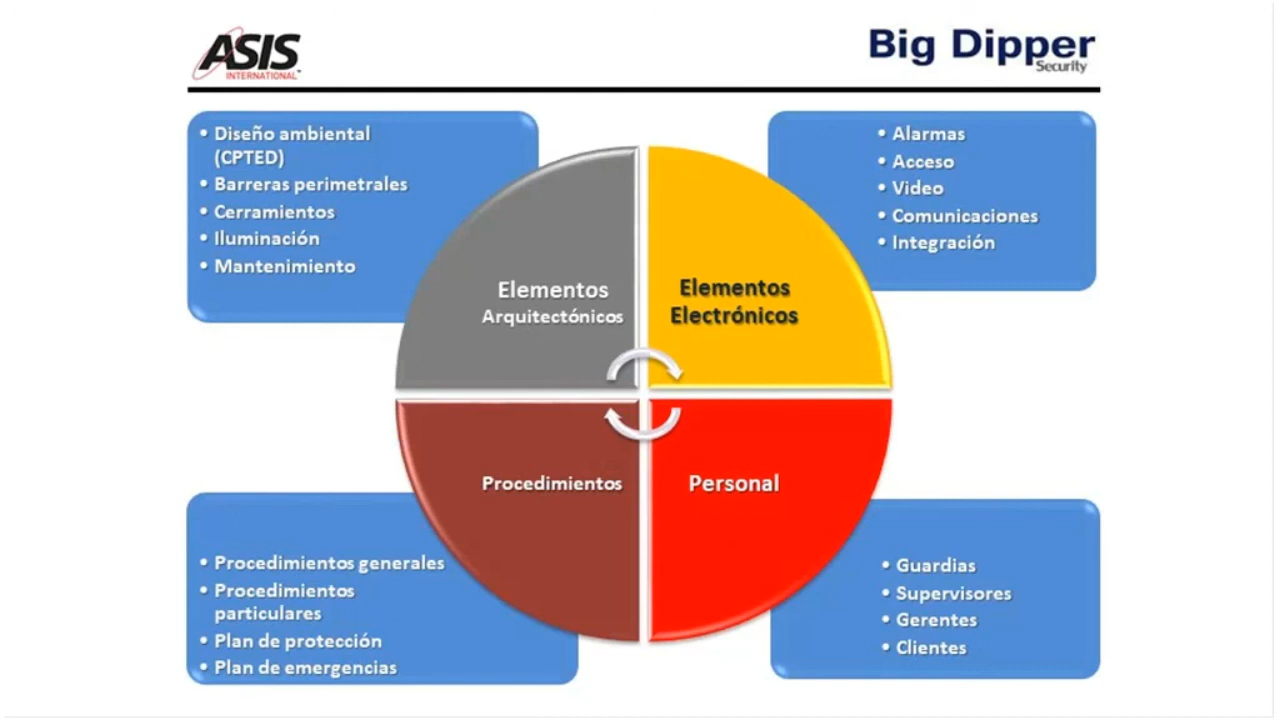 ASIS
INTERNATIONAL™
Big Dipper
Security
• Diseño ambiental
(CPTED)
• Barreras perimetrales
• Cerramientos
• Iluminación
• Mantenimiento
• Alarmas
• Acceso
• Video
• Comunicaciones
• Integración
Elementos
Arquitectónicos
Elementos
Electrónicos
Procedimientos
Personal
• Procedimientos generales
• Procedimientos
particulares
• Plan de protección
• Plan de emergencias
• Guardias
• Supervisores
• Gerentes
• Clientes